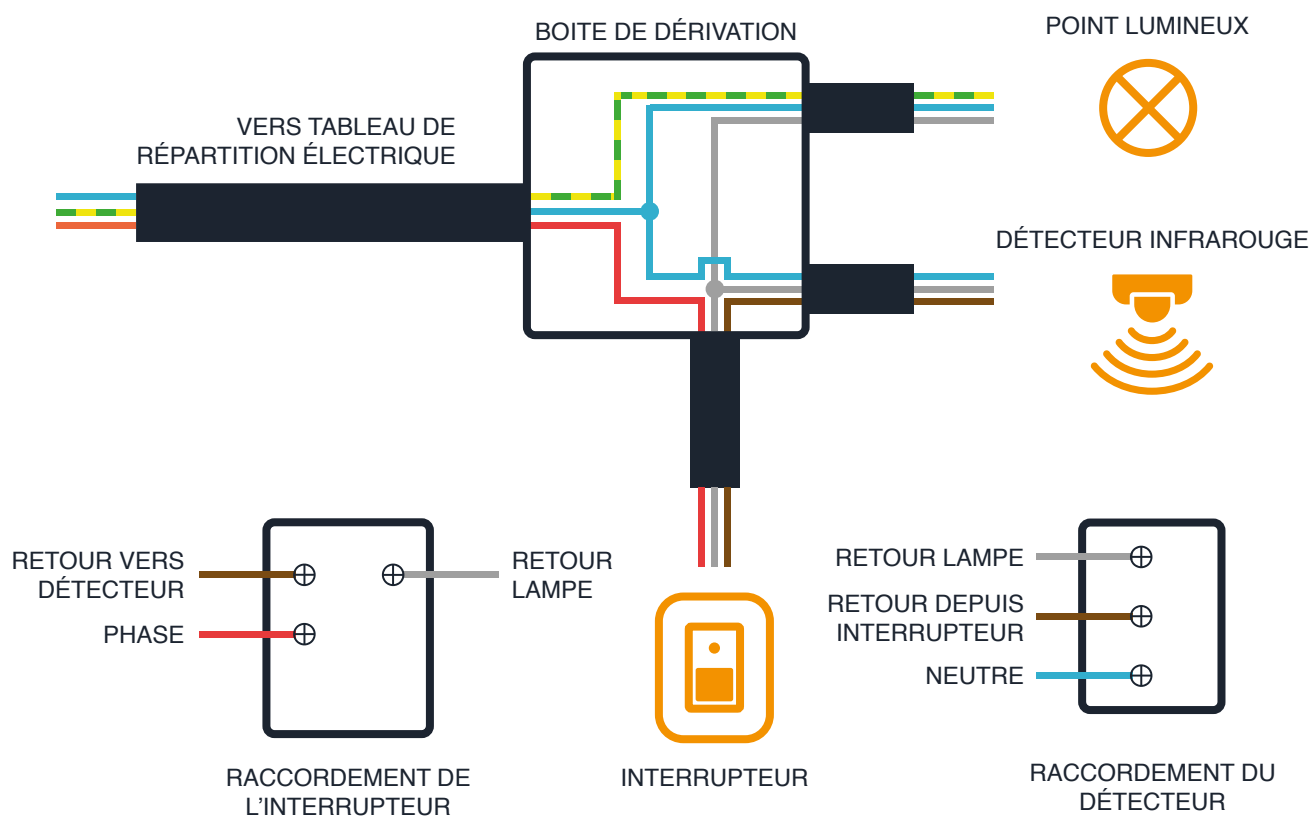 BOITE DE DÉRIVATION
POINT LUMINEUX
VERS TABLEAU DE
RÉPARTITION ÉLECTRIQUE
DÉTECTEUR INFRAROUGE
RETOUR VERS
DÉTECTEUR
PHASE
RETOUR
LAMPE
RACCORDEMENT DE
L'INTERRUPTEUR
INTERRUPTEUR
RETOUR LAMPE
RETOUR DEPUIS
INTERRUPTEUR
NEUTRE
RACCORDEMENT DU
DÉTECTEUR